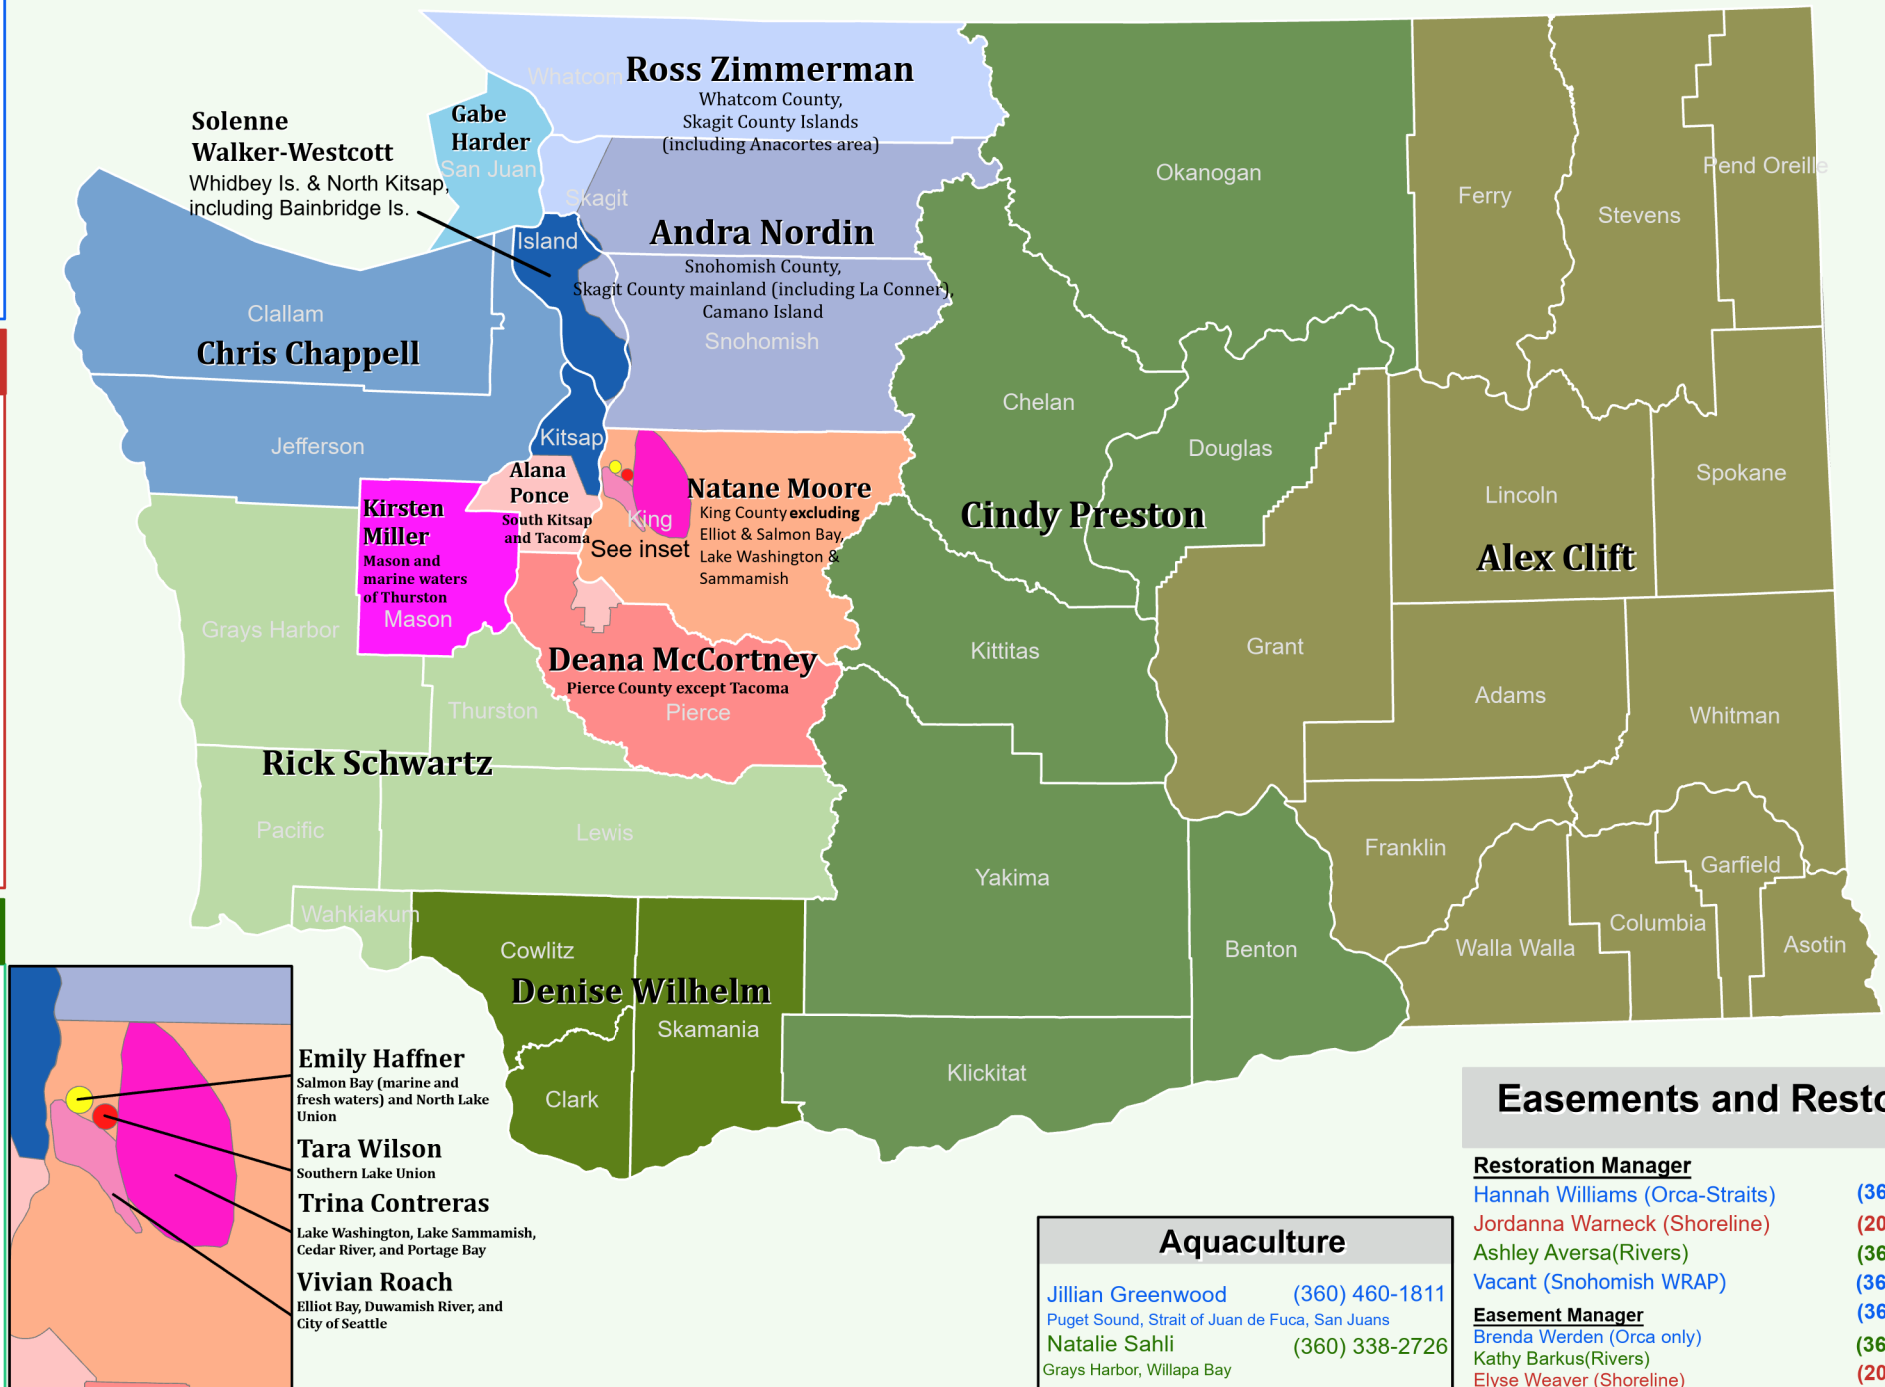 Whatcom
Ross Zimmerman
Whatcom County,
Skagit County Islands
(including Anacortes area)
Gabe
Harder
San Juan
Solenne
Walker-Westcott
Whidbey Is. & North Kitsap,
including Bainbridge Is.
Skagit
Andra Nordin
Snohomish County,
Skagit County mainland (including La Conner),
Camano Island
Snohomish
Island
Clallam
Chris Chappell
Jefferson
Kitsap
Okanogan
Ferry
Stevens
Pend Oreille
Chelan
Douglas
Cindy Preston
Lincoln
Spokane
Alex Clift
Kirsten
Miller
Mason and
marine waters
of Thurston
Mason
Alana
Ponce
South Kitsap
and Tacoma
King
See inset
Natane Moore
King County excluding
Elliot & Salmon Bay,
Lake Washington &
Sammamish
Grays Harbor
Deana McCortney
Pierce County except Tacoma
Pierce
Thurston
Rick Schwartz
Kittitas
Grant
Adams
Whitman
Pacific
Lewis
Wahkiakum
Yakima
Franklin
Garfield
Columbia
Walla Walla
Asotin
Benton
Cowlitz
Denise Wilhelm
Skamania
Clark
Klickitat
Emily Haffner
Salmon Bay (marine and
fresh waters) and North Lake
Union
Tara Wilson
Southern Lake Union
Trina Contreras
Lake Washington, Lake Sammamish,
Cedar River, and Portage Bay
Vivian Roach
Elliot Bay, Duwamish River, and
City of Seattle
Aquaculture
Jillian Greenwood (360) 460-1811
Puget Sound, Strait of Juan de Fuca, San Juans
Natalie Sahli (360) 338-2726
Grays Harbor, Willapa Bay
Easements and Resto
Restoration Manager
Hannah Williams (Orca-Straits) (36
Jordanna Warneck (Shoreline) (20
Ashley Aversa(Rivers) (36
Vacant (Snohomish WRAP) (36
Easement Manager (36
Brenda Werden (Orca only)
Kathy Barkus(Rivers) (36
Elyse Weaver (Shoreline) (20